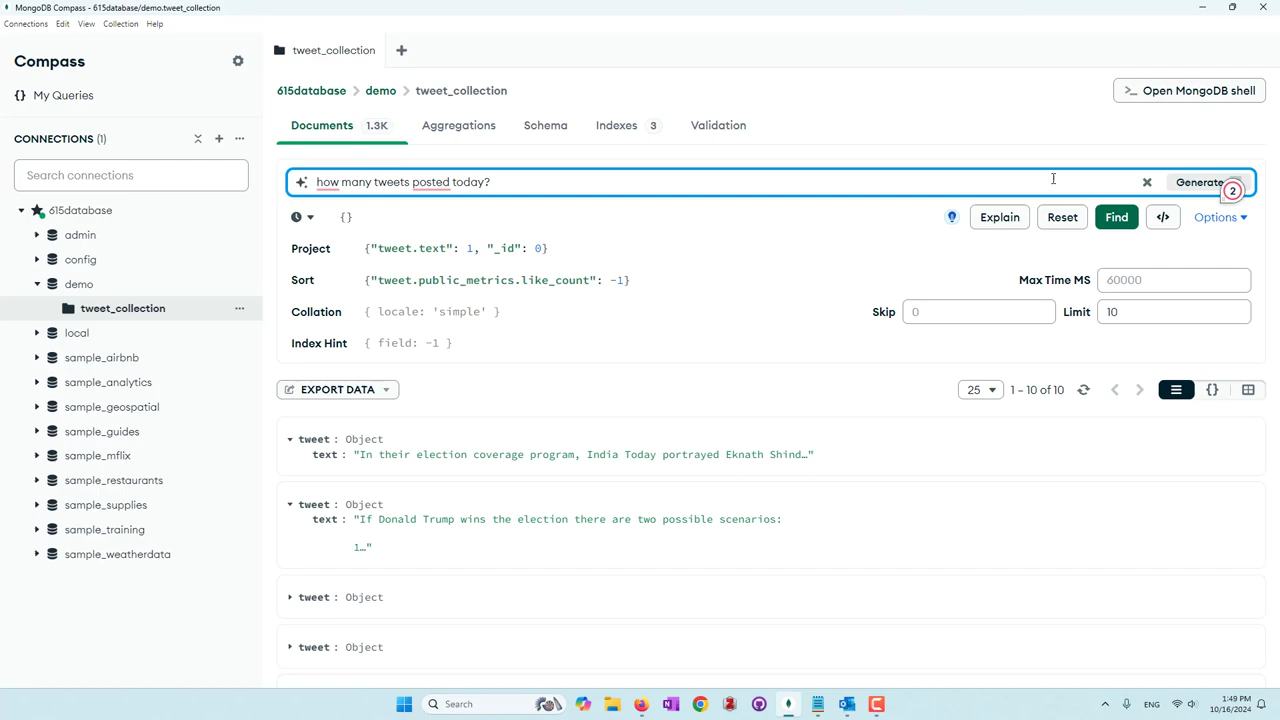 MongoDB Compass - 615database/demo.tweet_collection
Connections Edit View Collection Help
Compass
{} My Queries
CONNECTIONS (1)
Search connections
615database
admin
config
demo
tweet_collection
local
sample_airbnb
sample_analytics
sample_geospatial
sample_guides
sample_mflix
sample_restaurants
sample_supplies
sample_training
sample_weatherdata
tweet_collection
615database > demo > tweet_collection
>_ Open MongoDB shell
Documents 1.3K Aggregations Schema Indexes 3 Validation
how many tweets posted today?
Generate
2
{}
Explain Reset Find </> Options
Project {"tweet.text": 1, "_id": 0}
Sort {"tweet.public_metrics.like_count": -1}
Max Time MS 60000
Collation { locale: 'simple' }
Skip 0 Limit 10
Index Hint { field: -1 }
EXPORT DATA
25 1 – 10 of 10 {}
tweet : Object
text : "In their election coverage program, India Today portrayed Eknath Shind…"
tweet : Object
text : "If Donald Trump wins the election there are two possible scenarios:
1…"
tweet : Object
tweet : Object
Search
ENG
1:49 PM
10/16/2024